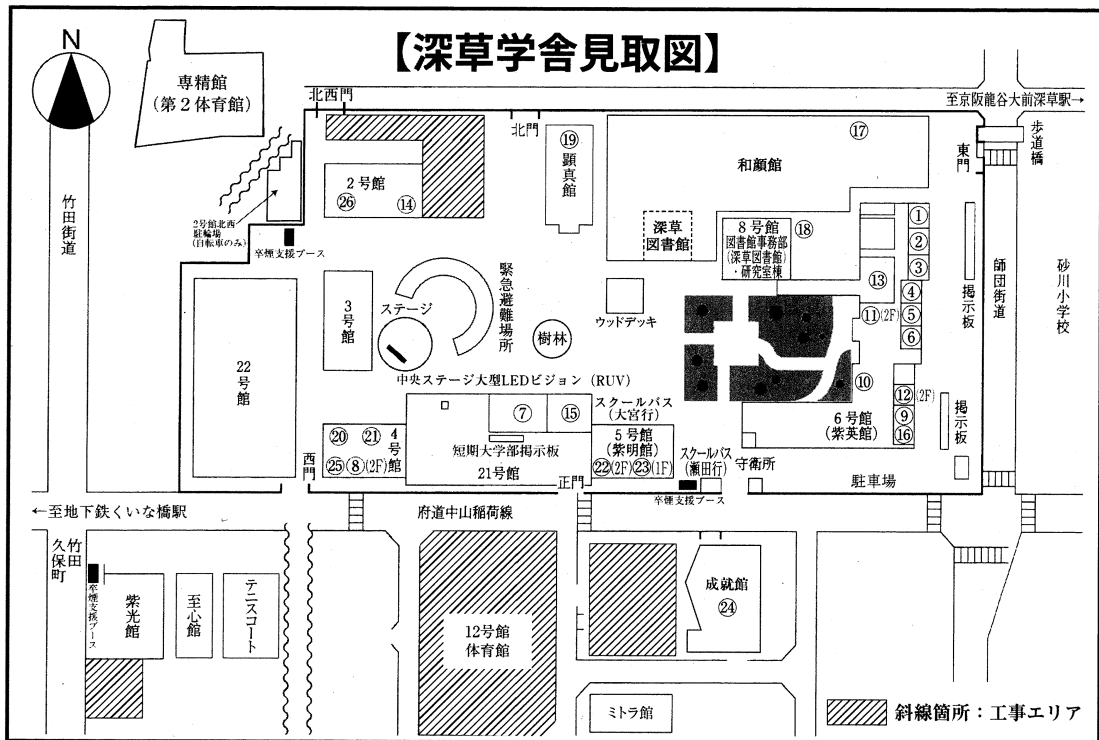 【深草学舎見取図】
N
専精館
(第2体育館)
北西門
至京阪龍谷大前深草駅→
北門
⑰
⑲
顕真館
和顔館
東門
歩道橋
2号館
㉖
⑭
竹田街道
2号館北西
駐輪場
(自転車のみ)
卒煙支援ブース
深草
図書館
8号館
図書館事務部
(深草図書館)
・研究室棟
⑱
①
②
③
④
⑤
⑥
⑬
⑪(2F)
掲示板
師団街道
砂川小学校
3号館
ステージ
緊急避難場所
ウッドデッキ
樹林
22号館
中央ステージ大型LEDビジョン(RUV)
⑩
⑫(2F)
⑨
⑯
掲示板
6号館
(紫英館)
⑦
⑮
スクールバス
(大宮行)
⑳
㉑
4号館
㉕⑧(2F)
短期大学部掲示板
21号館
5号館
(紫明館)
㉒(2F)㉓(1F)
スクールバス
(瀬田行)
守衛所
駐車場
西門
正門
卒煙支援ブース
←至地下鉄くいな橋駅
府道中山稲荷線
竹田
久保町
卒煙支援ブース
紫光館
至心館
テニスコート
12号館
体育館
成就館
㉔
ミトラ館
斜線箇所:工事エリア